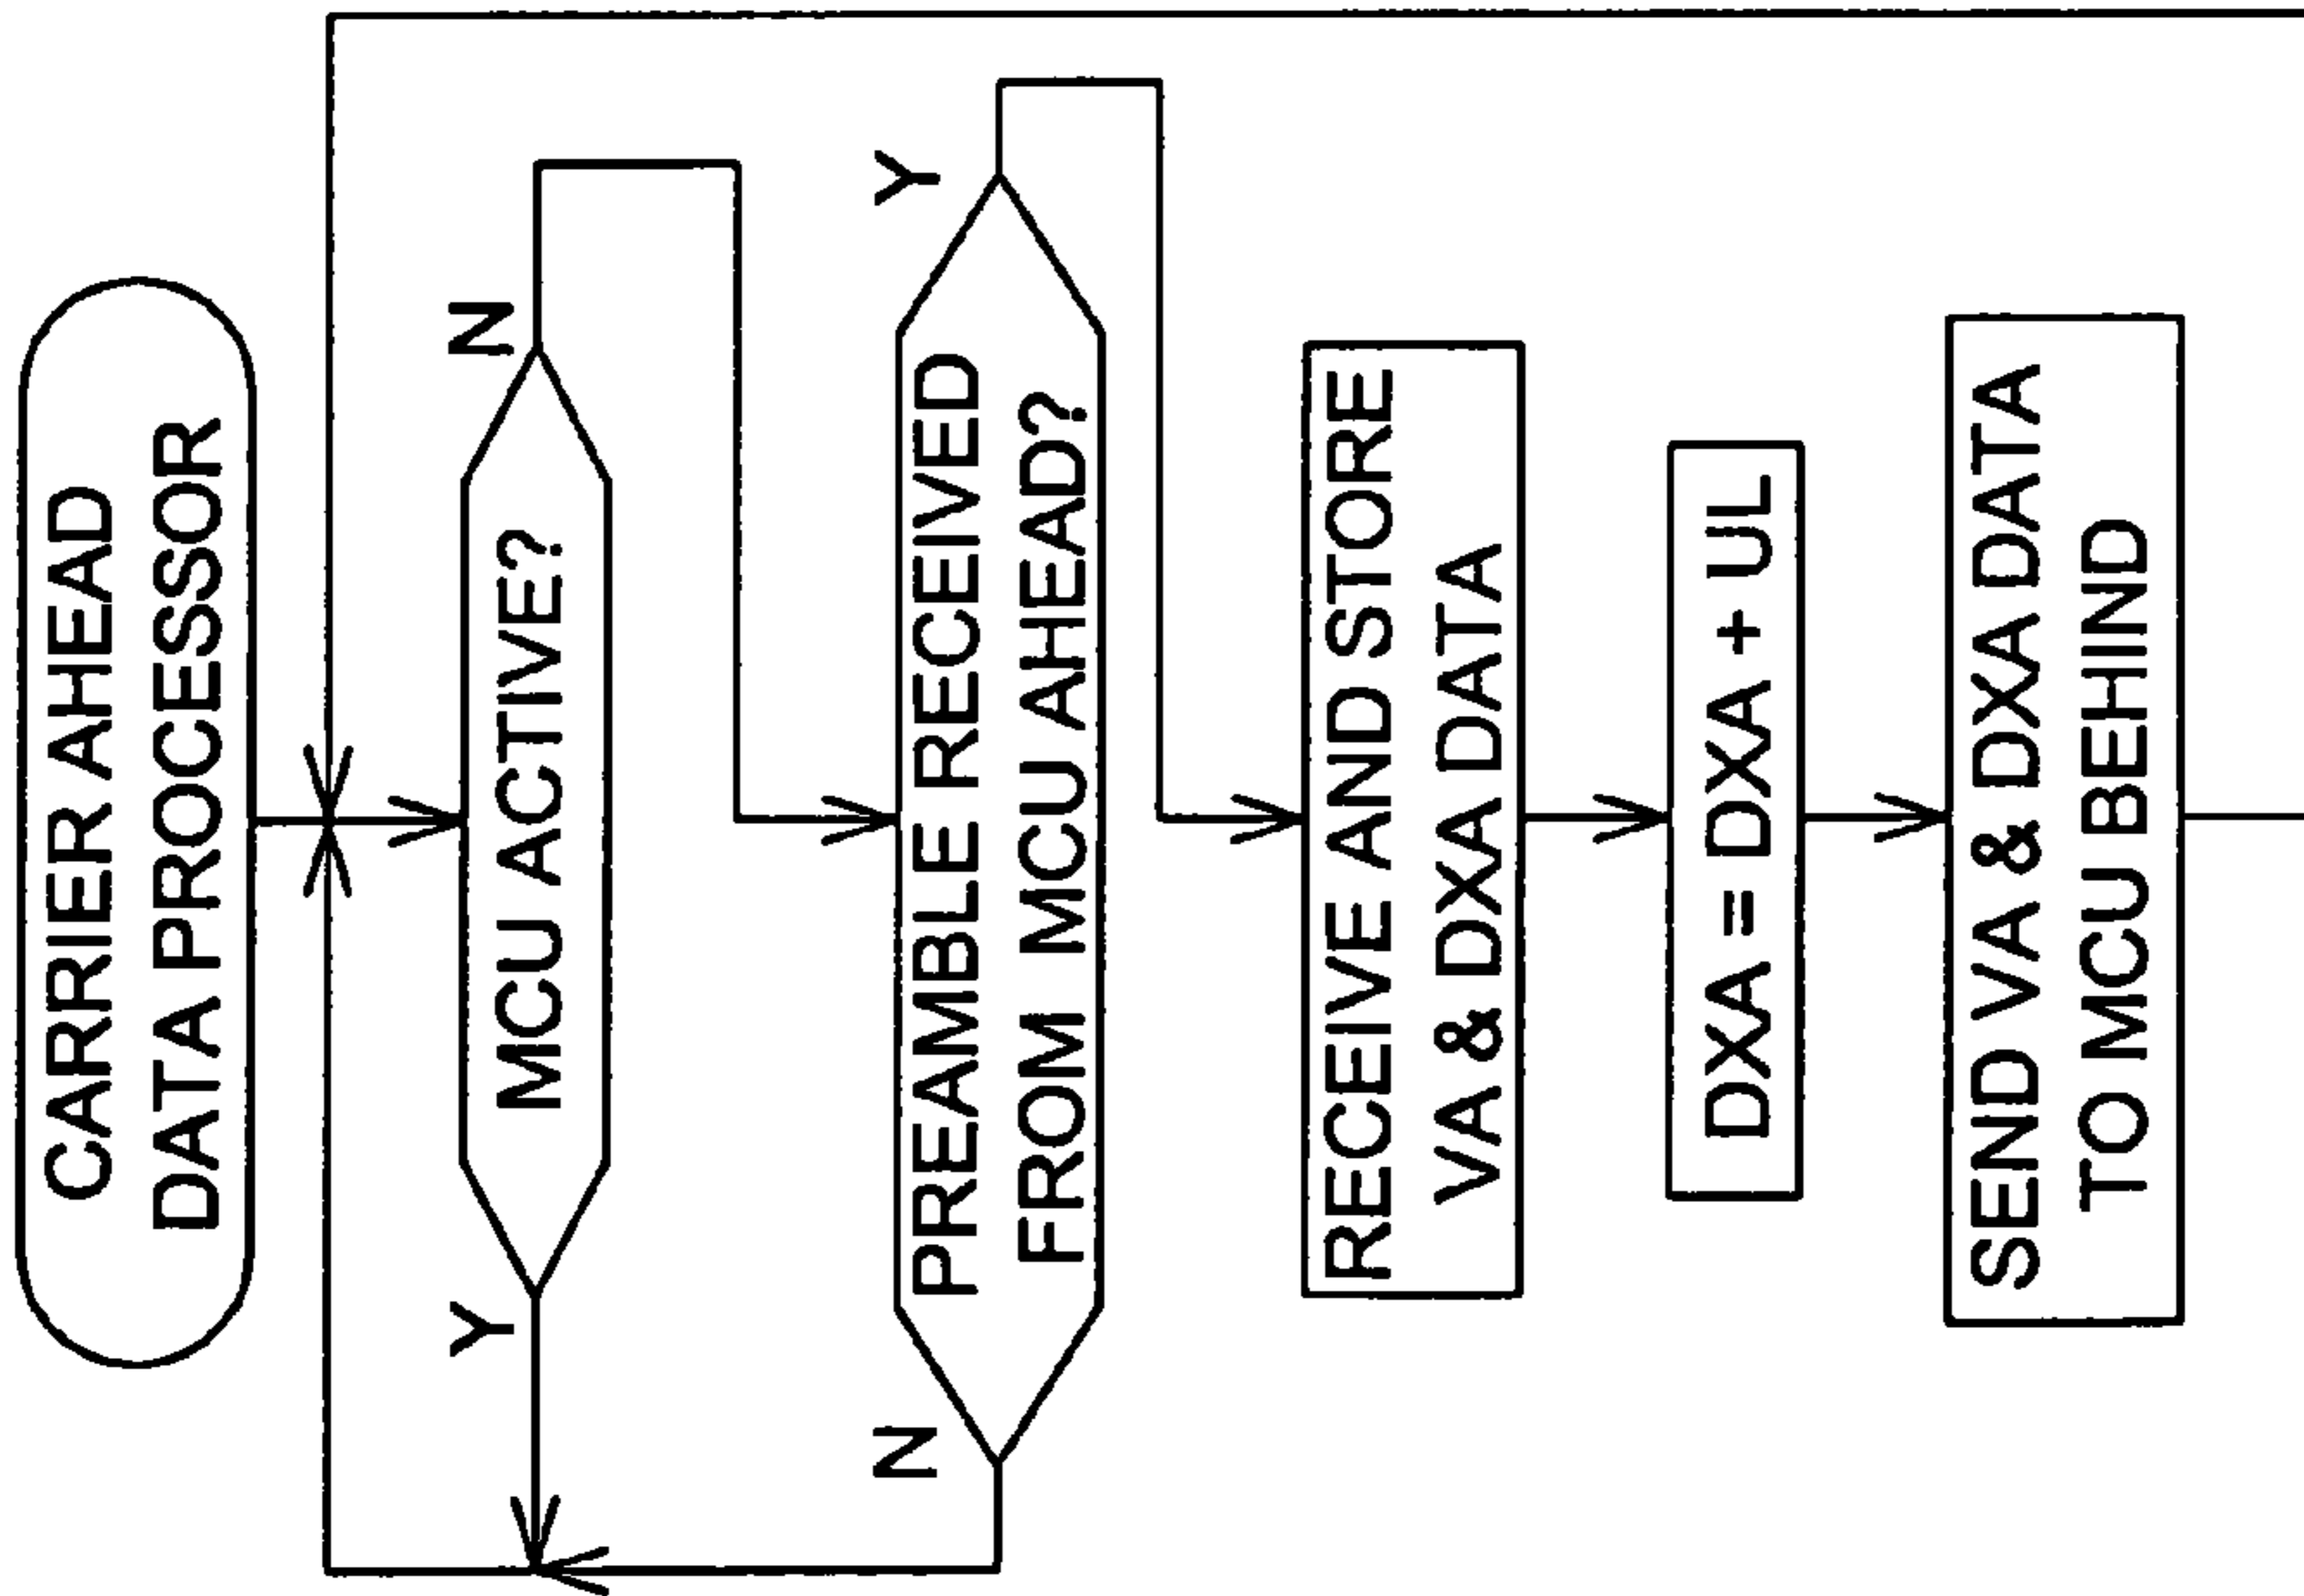 CARRIER AHEAD
DATA PROCESSOR
Y
MCU ACTIVE?
N
N
PREAMBLE RECEIVED
FROM MCU AHEAD?
Y
RECEIVE AND STORE
VA & DXA DATA
DXA = DXA + UL
SEND VA & DXA DATA
TO MCU BEHIND